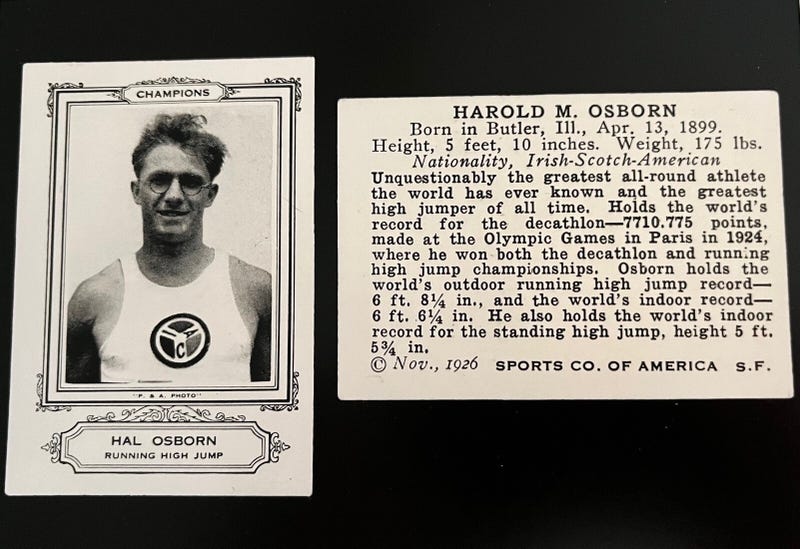 CHAMPIONS
"P. & A. PHOTO"
HAL OSBORN
RUNNING HIGH JUMP
HAROLD M. OSBORN
Born in Butler, Ill., Apr. 13, 1899.
Height, 5 feet, 10 inches. Weight, 175 lbs.
Nationality, Irish-Scotch-American
Unquestionably the greatest all-round athlete
the world has ever known and the greatest
high jumper of all time. Holds the world's
record for the decathlon—7710.775 points,
made at the Olympic Games in Paris in 1924,
where he won both the decathlon and running
high jump championships. Osborn holds the
world's outdoor running high jump record—
6 ft. 8¼ in., and the world's indoor record—
6 ft. 6¼ in. He also holds the world's indoor
record for the standing high jump, height 5 ft.
5¾ in.
© Nov., 1926 SPORTS CO. OF AMERICA S.F.